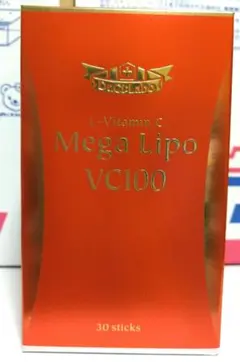 Dr.Ci:Labo
L-Vitamin C
Mega Lipo
VC100
30 sticks